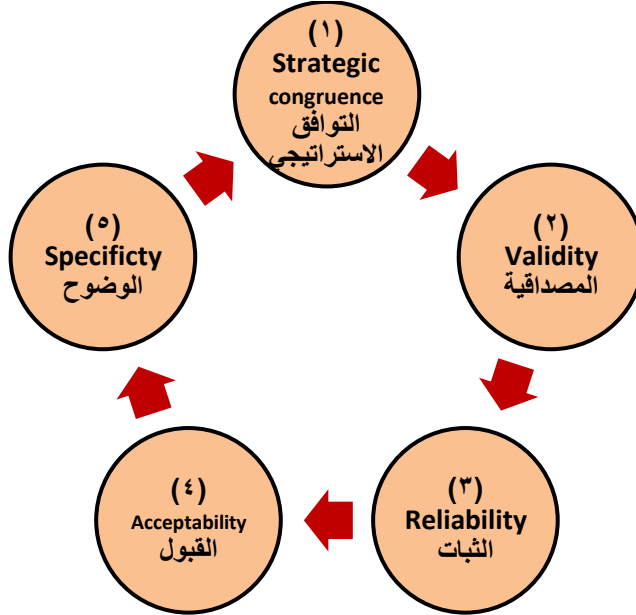 (١)
Strategic
congruence
التوافق
الاستراتيجي
(٢)
Validity
المصداقية
(٣)
Reliability
الثبات
(٤)
Acceptability
القبول
(٥)
Specificty
الوضوح